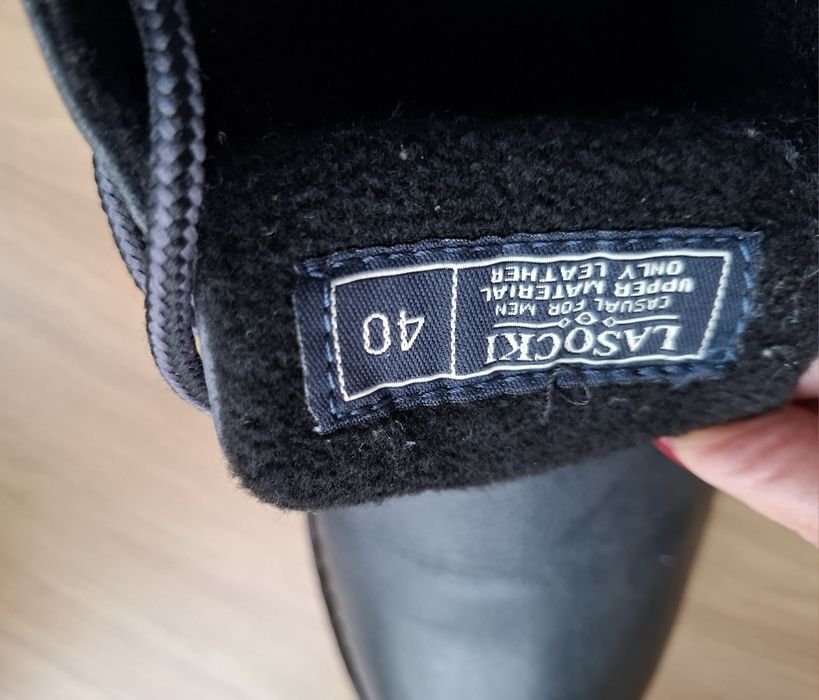 LASOCKI
CASUAL FOR MEN
UPPER MATERIAL
ONLY LEATHER
40